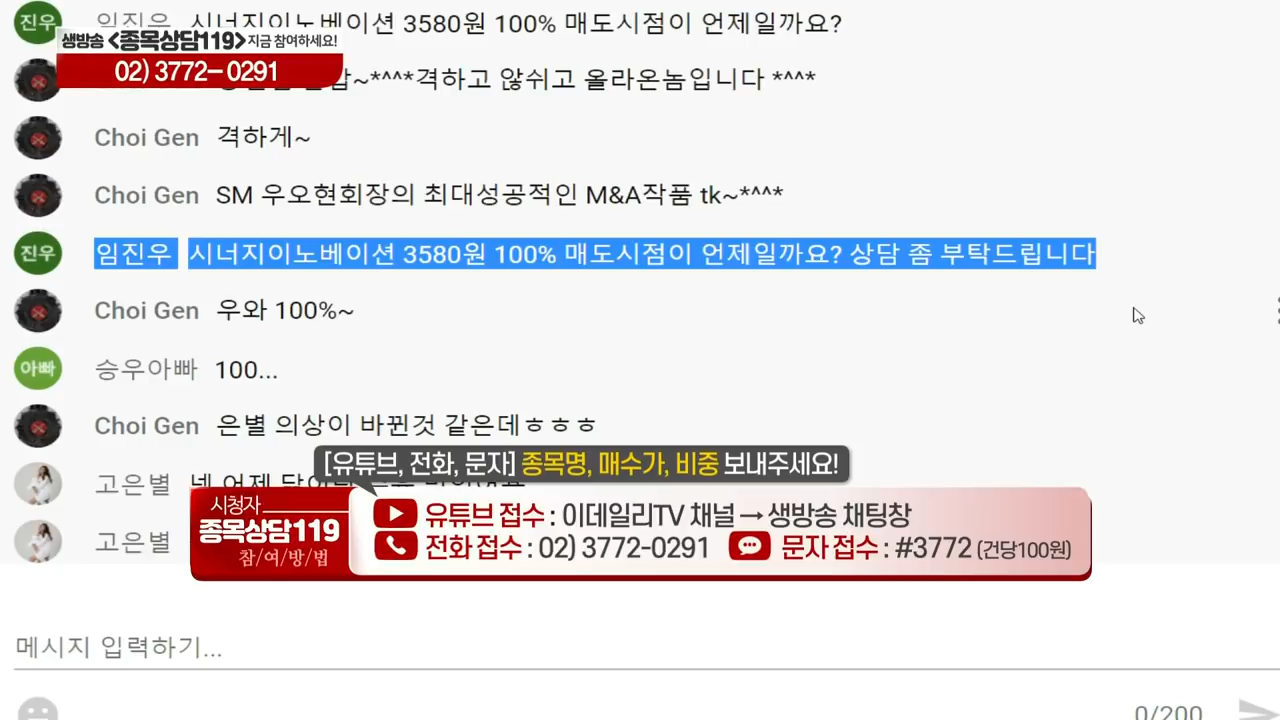 진우 임진우 시너지이노베이션 3580원 100% 매도시점이 언제일까요?
생방송 <종목상담119> 지금 참여하세요!
02) 3772-0291
~*^^^*격하고 않쉬고 올라온놈입니다 *^^^*
Choi Gen 격하게~
Choi Gen SM 우오현회장의 최대성공적인 M&A작품 tk~*^^^*
진우 임진우 시너지이노베이션 3580원 100% 매도시점이 언제일까요? 상담 좀 부탁드립니다
Choi Gen 우와 100%~
아빠 승우아빠 100...
Choi Gen 은별 의상이 바뀐것 같은데ㅎㅎㅎ
[유튜브, 전화, 문자] 종목명, 매수가, 비중 보내주세요!
고은별 넵 어제
고은별
시청자
종목상담119
참/여/방/법
유튜브 접수 : 이데일리TV 채널 → 생방송 채팅창
전화 접수 : 02) 3772-0291 문자 접수 : #3772 (건당100원)
메시지 입력하기...
0/200